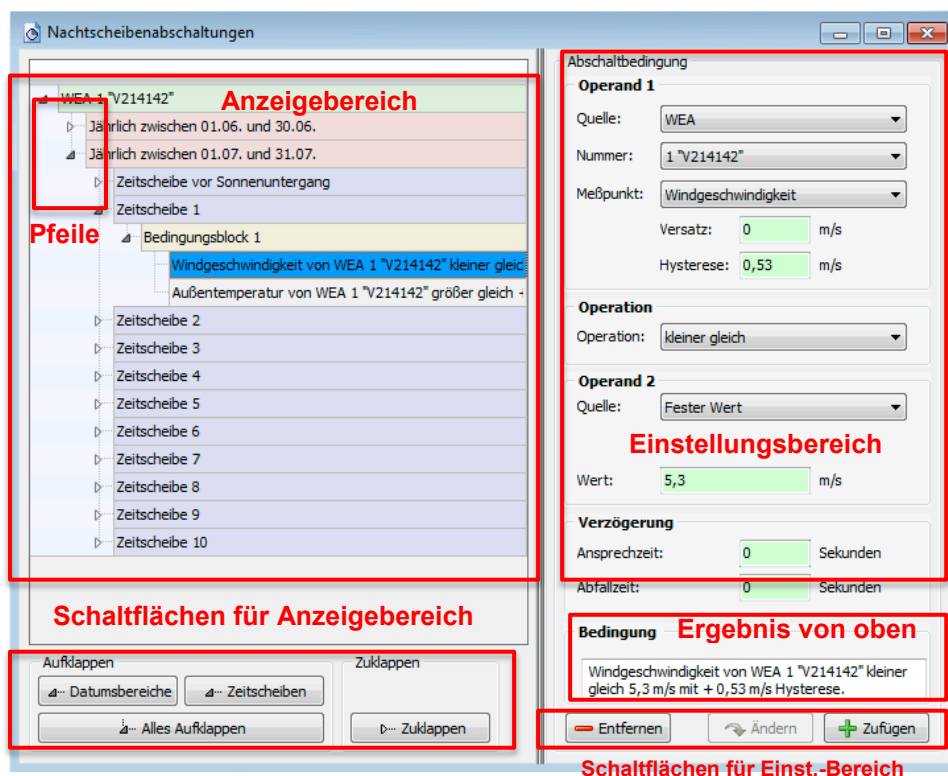 Nachtscheibenabschaltungen
Anzeigebereich
WEA 1 "V214142"
Jährlich zwischen 01.06. und 30.06.
Jährlich zwischen 01.07. und 31.07.
Zeitscheibe vor Sonnenuntergang
Zeitscheibe 1
Pfeile
Bedingungsblock 1
Windgeschwindigkeit von WEA 1 "V214142" kleiner gleic
Außentemperatur von WEA 1 "V214142" größer gleich +
Zeitscheibe 2
Zeitscheibe 3
Zeitscheibe 4
Zeitscheibe 5
Zeitscheibe 6
Zeitscheibe 7
Zeitscheibe 8
Zeitscheibe 9
Zeitscheibe 10
Schaltflächen für Anzeigebereich
Aufklappen
Datumsbereiche
Zeitscheiben
Alles Aufklappen
Zuklappen
Zuklappen
Abschaltbedingung
Operand 1
Quelle: WEA
Nummer: 1 "V214142"
Meßpunkt: Windgeschwindigkeit
Versatz: 0 m/s
Hysterese: 0,53 m/s
Operation
Operation: kleiner gleich
Operand 2
Quelle: Fester Wert
Einstellungsbereich
Wert: 5,3 m/s
Verzögerung
Ansprechzeit: 0 Sekunden
Abfallzeit: 0 Sekunden
Bedingung
Ergebnis von oben
Windgeschwindigkeit von WEA 1 "V214142" kleiner
gleich 5,3 m/s mit + 0,53 m/s Hysterese.
Entfernen
Ändern
Zufügen
Schaltflächen für Einst.-Bereich